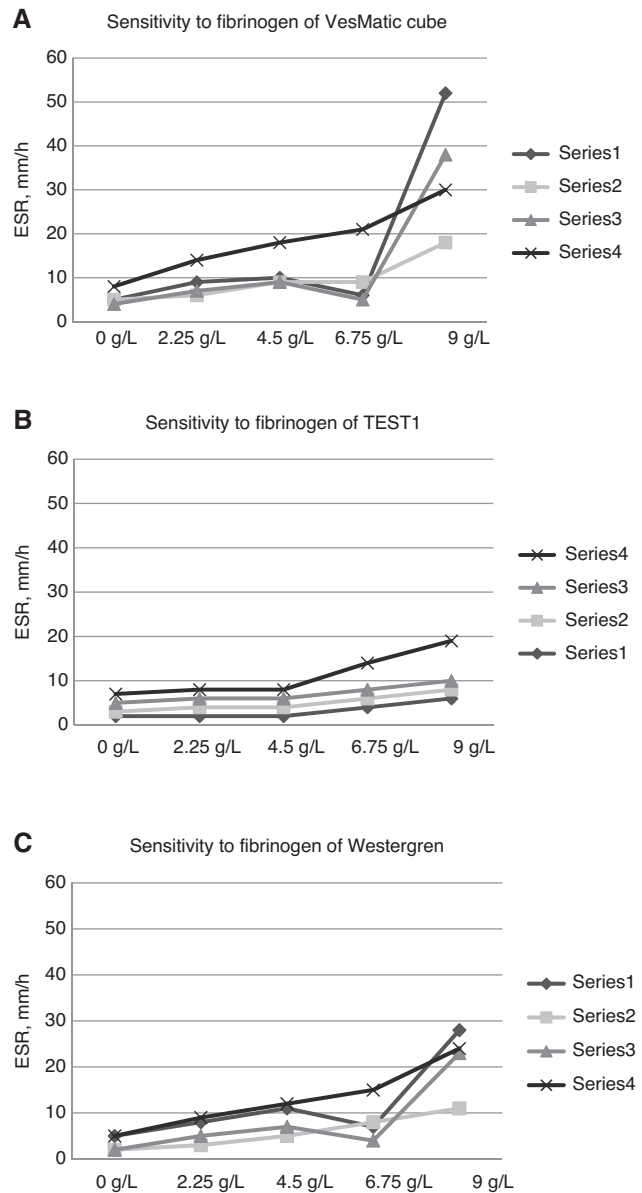 A
Sensitivity to fibrinogen of VesMatic cube
ESR, mm/h
60
50
40
30
20
10
0
0 g/L 2.25 g/L 4.5 g/L 6.75 g/L 9 g/L
Series1
Series2
Series3
Series4
B
Sensitivity to fibrinogen of TEST1
ESR, mm/h
60
50
40
30
20
10
0
0 g/L 2.25 g/L 4.5 g/L 6.75 g/L 9 g/L
Series4
Series3
Series2
Series1
C
Sensitivity to fibrinogen of Westergren
ESR, mm/h
60
50
40
30
20
10
0
0 g/L 2.25 g/L 4.5 g/L 6.75 g/L 9 g/L
Series1
Series2
Series3
Series4